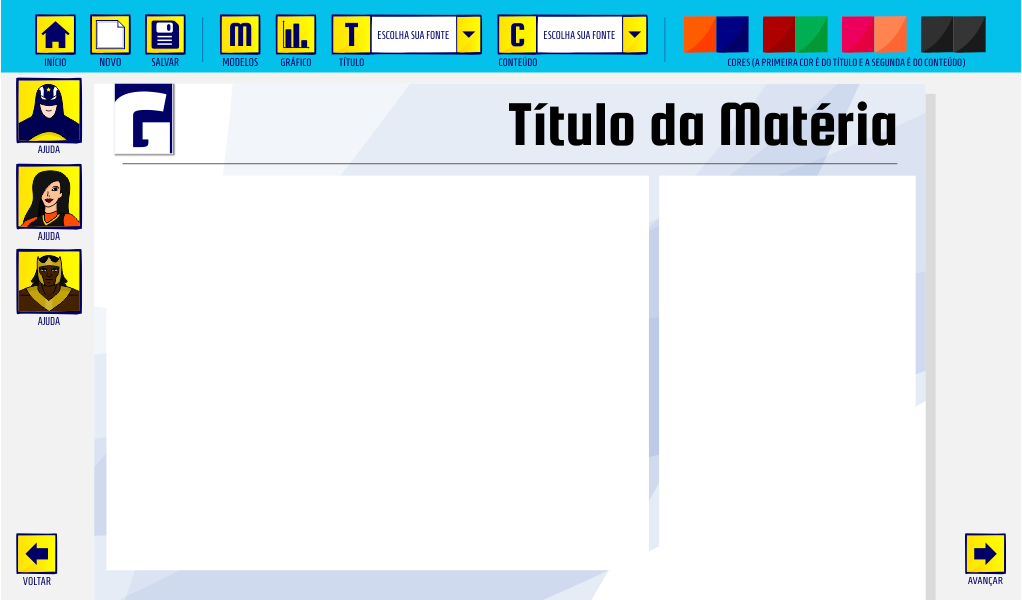 M
T
ESCOLHA SUA FONTE
C
ESCOLHA SUA FONTE
INÍCIO
NOVO
SALVAR
MODELOS
GRÁFICO
TÍTULO
CONTEÚDO
CORES (A PRIMEIRA COR É DO TÍTULO E A SEGUNDA É DO CONTEÚDO)
AJUDA
G
Título da Matéria
AJUDA
AJUDA
VOLTAR
AVANÇAR